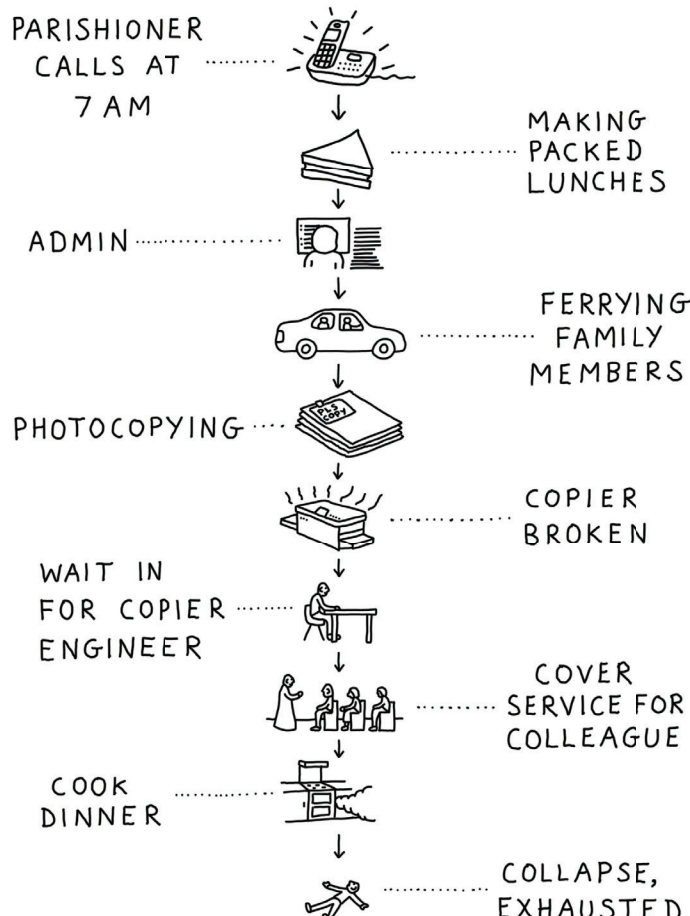 PARISHIONER
CALLS AT
7 AM
MAKING
PACKED
LUNCHES
ADMIN
FERRYING
FAMILY
MEMBERS
PLS
COPY
PHOTOCOPYING
COPIER
BROKEN
WAIT IN
FOR COPIER
ENGINEER
COVER
SERVICE FOR
COLLEAGUE
COOK
DINNER
COLLAPSE,
EXHAUSTED